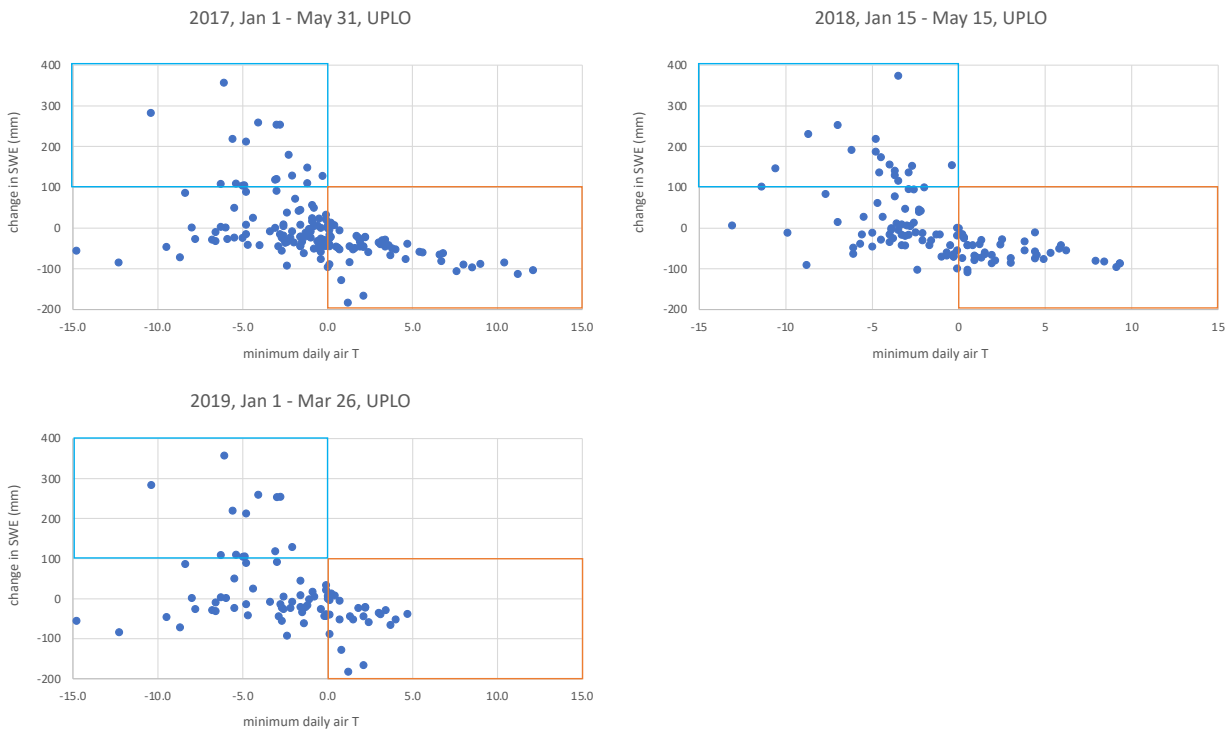 2017, Jan 1 - May 31, UPLO
400
300
200
100
0
-100
-200
-15.0 -10.0 -5.0 0.0 5.0 10.0 15.0
change in SWE (mm)
minimum daily air T
2018, Jan 15 - May 15, UPLO
400
300
200
100
0
-100
-200
-15 -10 -5 0 5 10 15
change in SWE (mm)
minimum daily air T
2019, Jan 1 - Mar 26, UPLO
400
300
200
100
0
-100
-200
-15.0 -10.0 -5.0 0.0 5.0 10.0 15.0
change in SWE (mm)
minimum daily air T